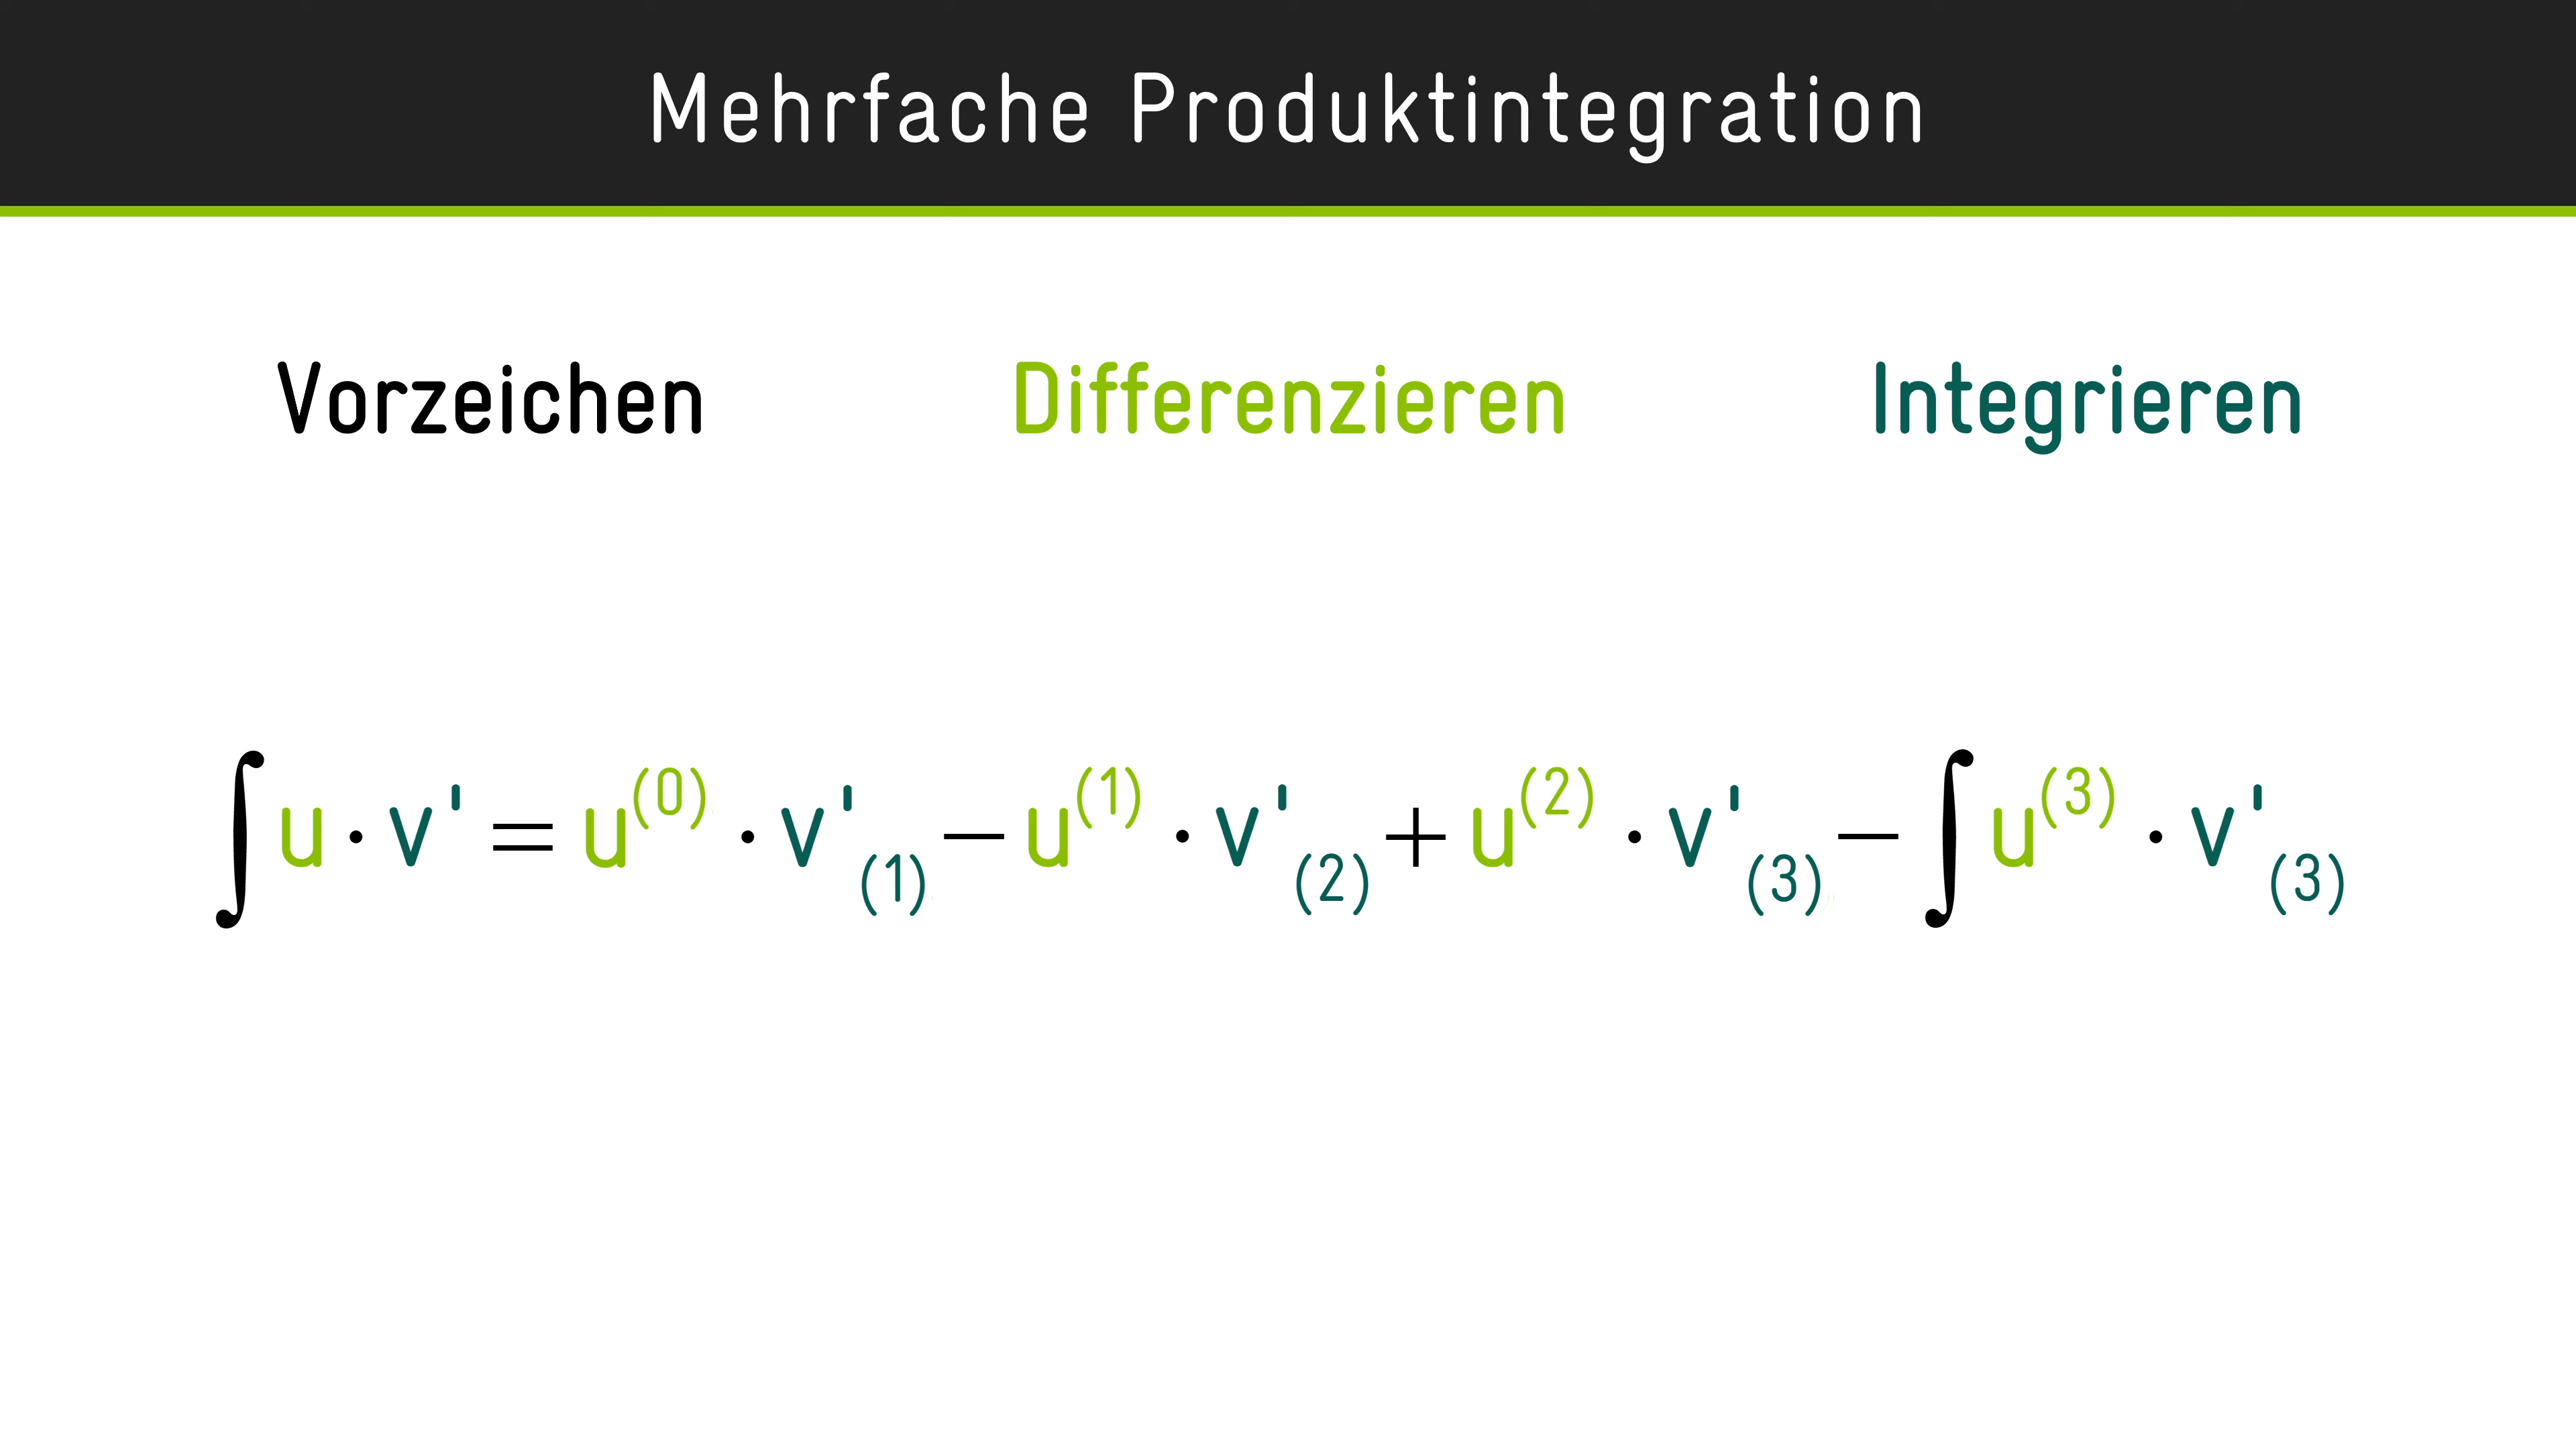 Mehrfache Produktintegration
Vorzeichen Differenzieren Integrieren
∫ u · v' = u⁽⁰⁾ · v'₍₁₎ − u⁽¹⁾ · v'₍₂₎ + u⁽²⁾ · v'₍₃₎ − ∫ u⁽³⁾ · v'₍₃₎